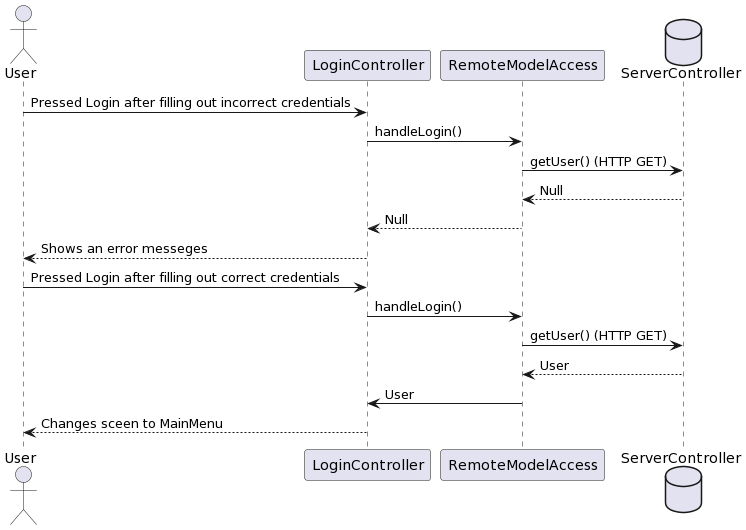 User
LoginController
RemoteModelAccess
ServerController
Pressed Login after filling out incorrect credentials
handleLogin()
getUser() (HTTP GET)
Null
Null
Shows an error messeges
Pressed Login after filling out correct credentials
handleLogin()
getUser() (HTTP GET)
User
User
Changes sceen to MainMenu
User
LoginController
RemoteModelAccess
ServerController